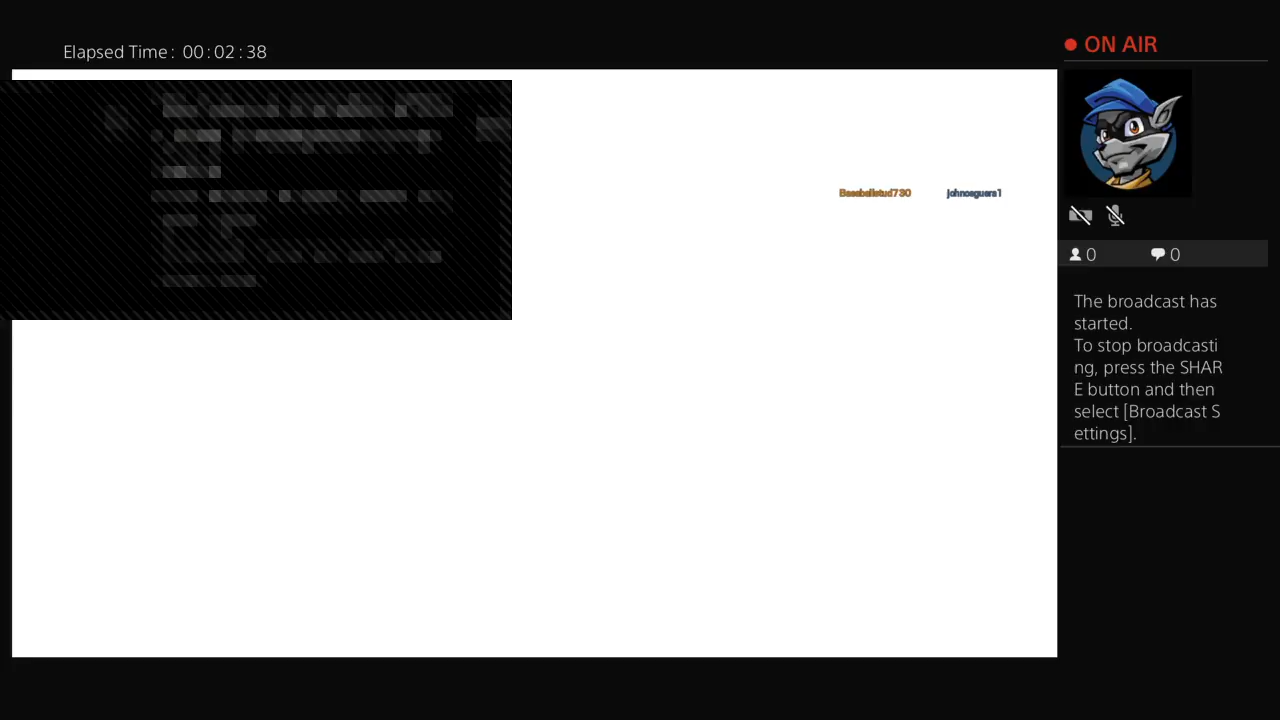 Elapsed Time: 00:02:38
ON AIR
Baseballstud730
johnosguera1
0
0
The broadcast has
started.
To stop broadcasti
ng, press the SHAR
E button and then
select [Broadcast S
ettings].